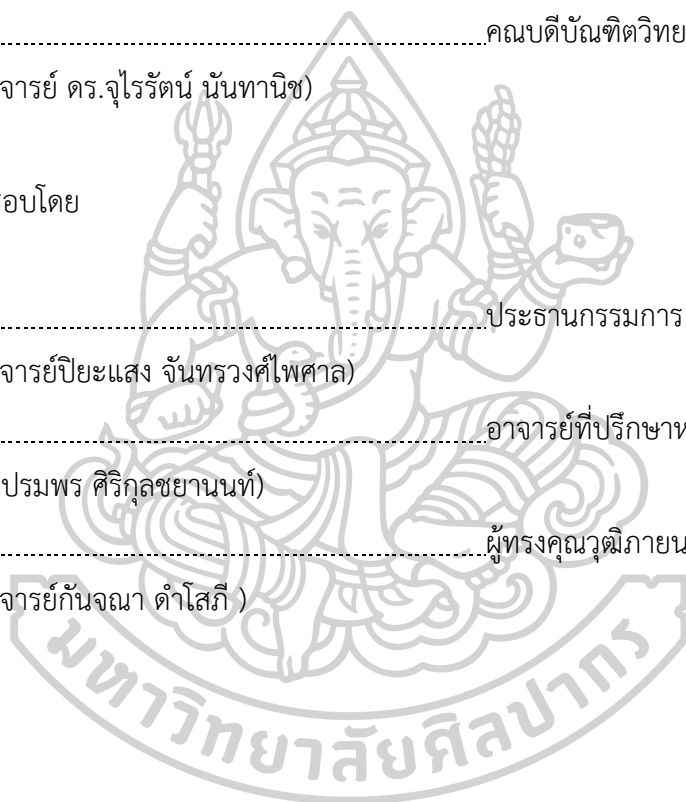 คณบดีบัณฑิตวิทย
จารย์ ดร.จุไรรัตน์ นันทานิช)
อบโดย
ประธานกรรมการ
จารย์ปิยะแสง จันทรวงศ์ไพศาล)
อาจารย์ที่ปรึกษาห
ปรมพร ศิริกุลชยานนท์)
ผู้ทรงคุณวุฒิภายน
จารย์กันจณา ดำโสภี )
มหาวิทยาลัยศิลปากร